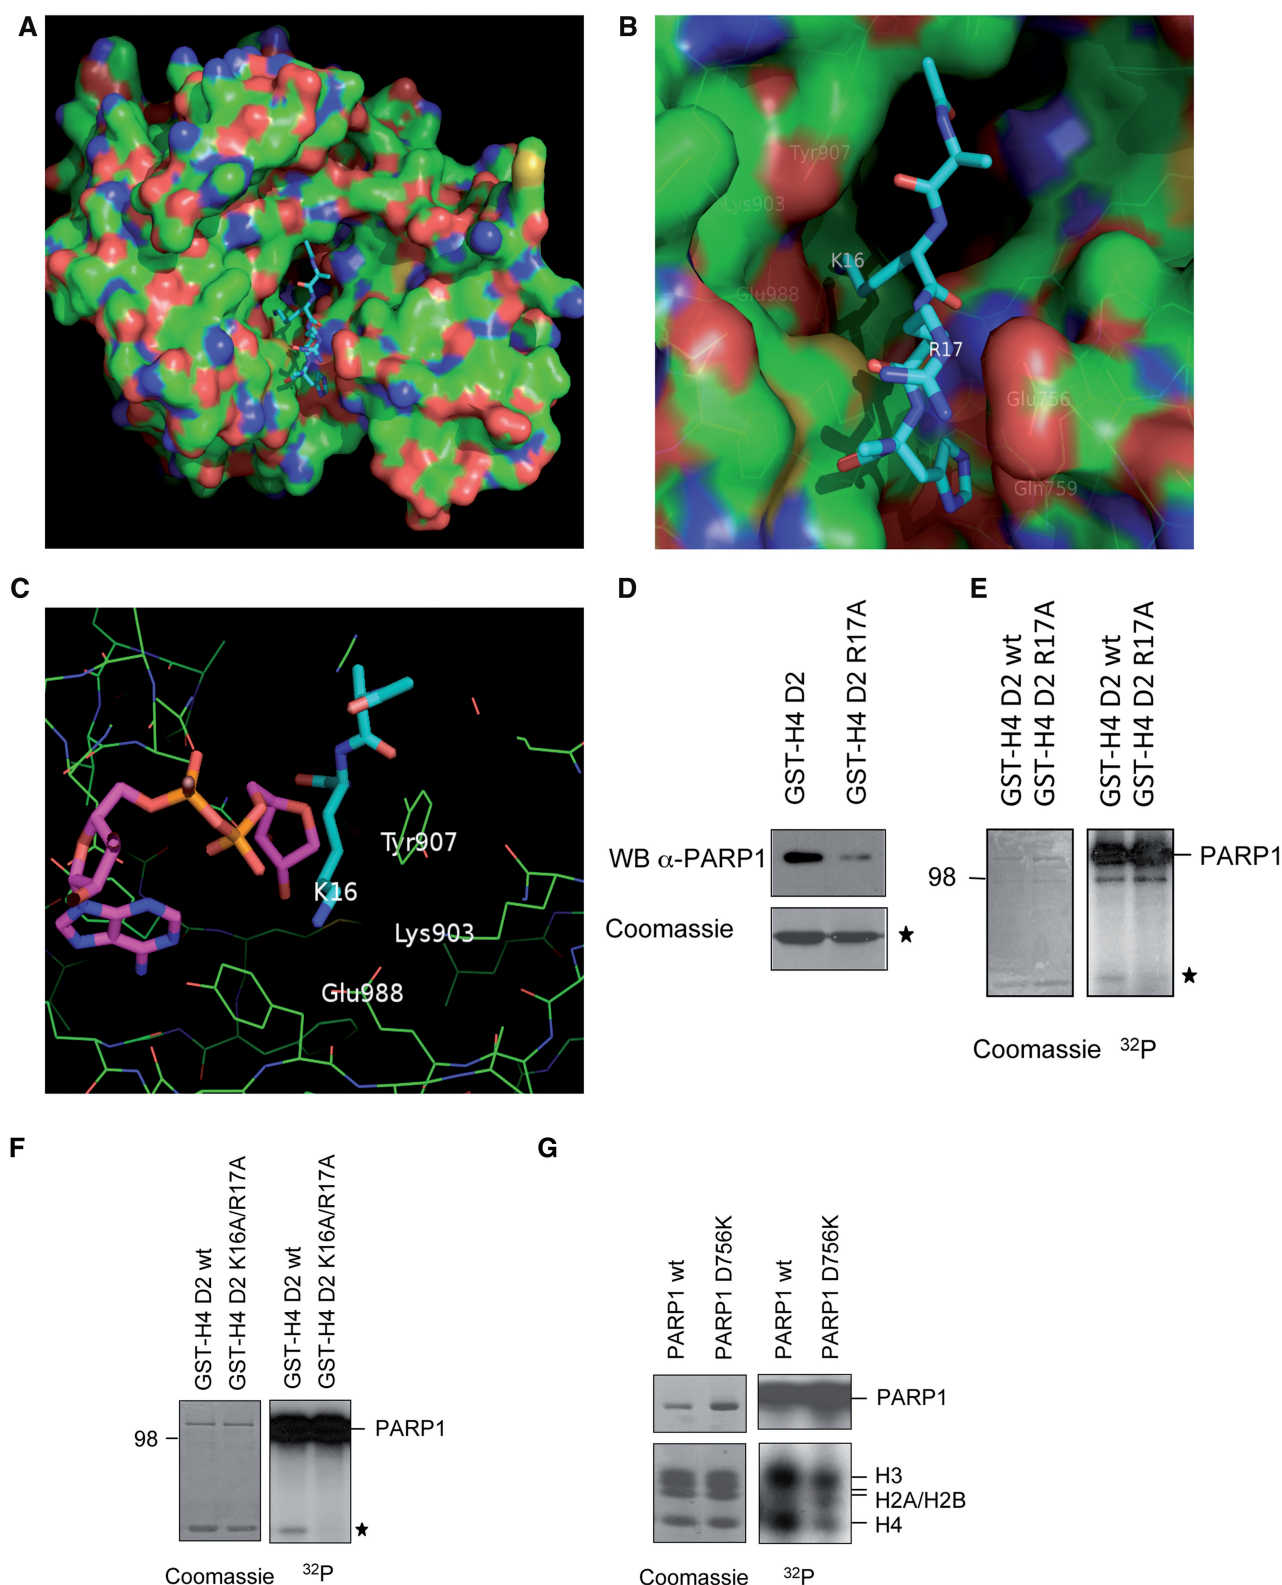 A
B
Tyr907
Lys903
K16
Glu988
R17
Glu756
Gln759
C
Tyr907
K16
Lys903
Glu988
D
GST-H4 D2
GST-H4 D2 R17A
WB α-PARP1
Coomassie
E
GST-H4 D2 wt
GST-H4 D2 R17A
GST-H4 D2 wt
GST-H4 D2 R17A
PARP1
98
Coomassie
32P
F
GST-H4 D2 wt
GST-H4 D2 K16A/R17A
GST-H4 D2 wt
GST-H4 D2 K16A/R17A
PARP1
98
Coomassie
32P
G
PARP1 wt
PARP1 D756K
PARP1 wt
PARP1 D756K
PARP1
H3
H2A/H2B
H4
Coomassie
32P